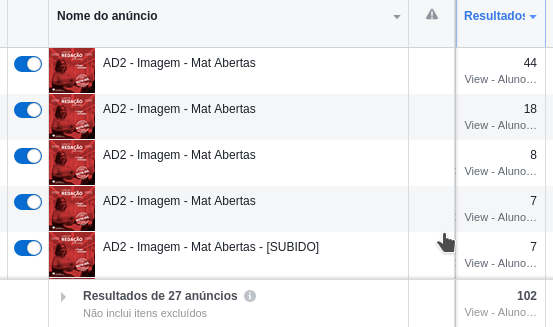 Nome do anúncio
Resultados
AD2 - Imagem - Mat Abertas
44
View - Aluno...
REDAÇÃO
AD2 - Imagem - Mat Abertas
18
View - Aluno...
REDAÇÃO
AD2 - Imagem - Mat Abertas
8
View - Aluno...
REDAÇÃO
AD2 - Imagem - Mat Abertas
7
View - Aluno...
REDAÇÃO
AD2 - Imagem - Mat Abertas - [SUBIDO]
7
View - Aluno...
REDAÇÃO
Resultados de 27 anúncios
102
Não inclui itens excluídos
View - Aluno...